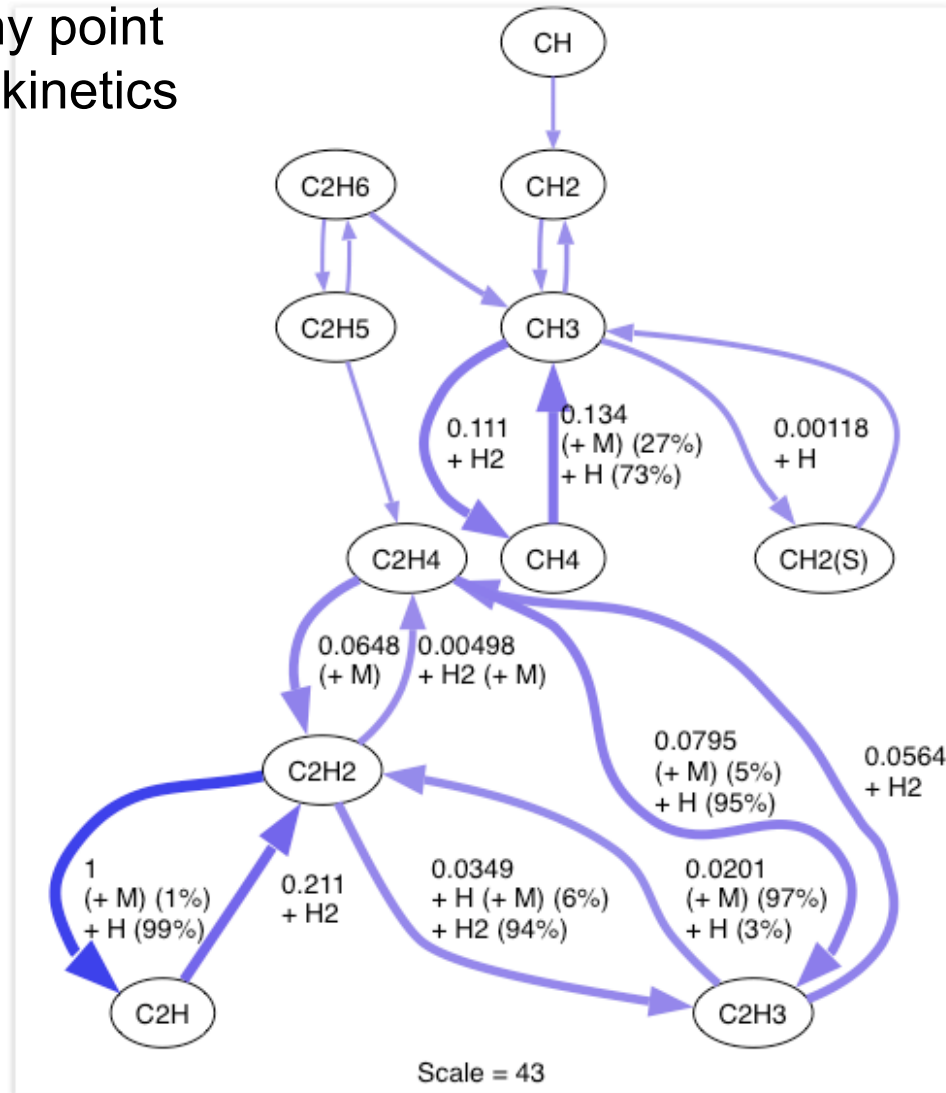 ny point
kinetics
CH
C2H6
CH2
C2H5
CH3
0.111
+ H2
0.134
(+ M) (27%)
+ H (73%)
0.00118
+ H
C2H4
CH4
CH2(S)
0.0648
(+ M)
0.00498
+ H2 (+ M)
0.0795
(+ M) (5%)
+ H (95%)
0.0564
+ H2
C2H2
1
(+ M) (1%)
+ H (99%)
0.211
+ H2
0.0349
+ H (+ M) (6%)
+ H2 (94%)
0.0201
(+ M) (97%)
+ H (3%)
C2H
C2H3
Scale = 43